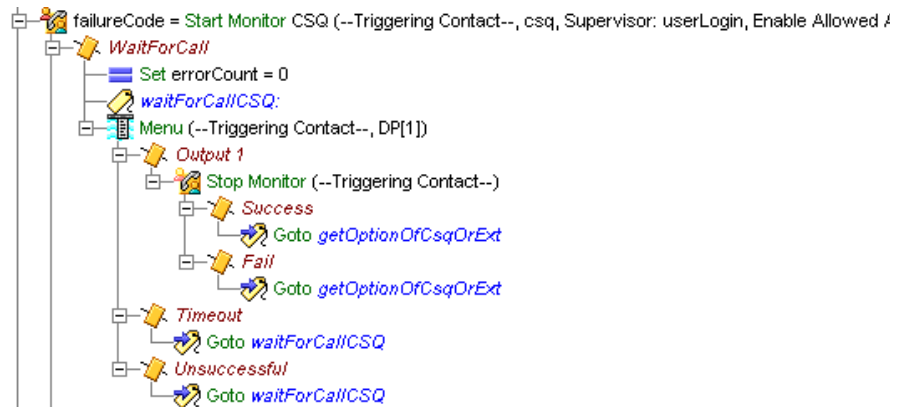 failureCode = Start Monitor CSQ (--Triggering Contact--, csq, Supervisor: userLogin, Enable Allowed
WaitForCall
Set errorCount = 0
waitForCallCSQ:
Menu (--Triggering Contact--, DP[1])
Output 1
Stop Monitor (--Triggering Contact--)
Success
Goto getOptionOfCsqOrExt
Fail
Goto getOptionOfCsqOrExt
Timeout
Goto waitForCallCSQ
Unsuccessful
Goto waitForCallCSQ